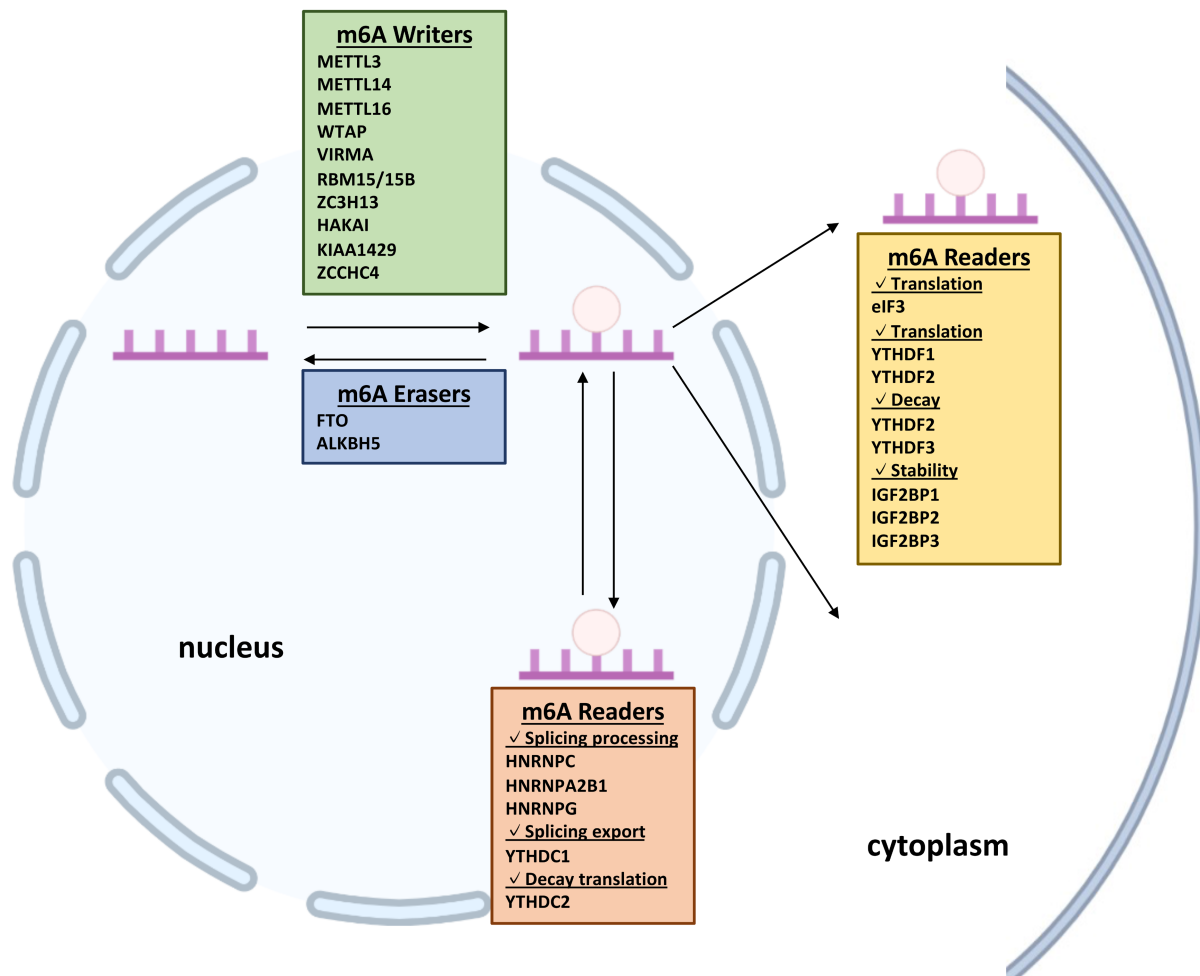 m6A Writers
METTL3
METTL14
METTL16
WTAP
VIRMA
RBM15/15B
ZC3H13
HAKAI
KIAA1429
ZCCHC4
m6A Erasers
FTO
ALKBH5
m6A Readers
✓ Translation
eIF3
✓ Translation
YTHDF1
YTHDF2
✓ Decay
YTHDF2
YTHDF3
✓ Stability
IGF2BP1
IGF2BP2
IGF2BP3
nucleus
m6A Readers
✓ Splicing processing
HNRNPC
HNRNPA2B1
HNRNPG
✓ Splicing export
YTHDC1
✓ Decay translation
YTHDC2
cytoplasm